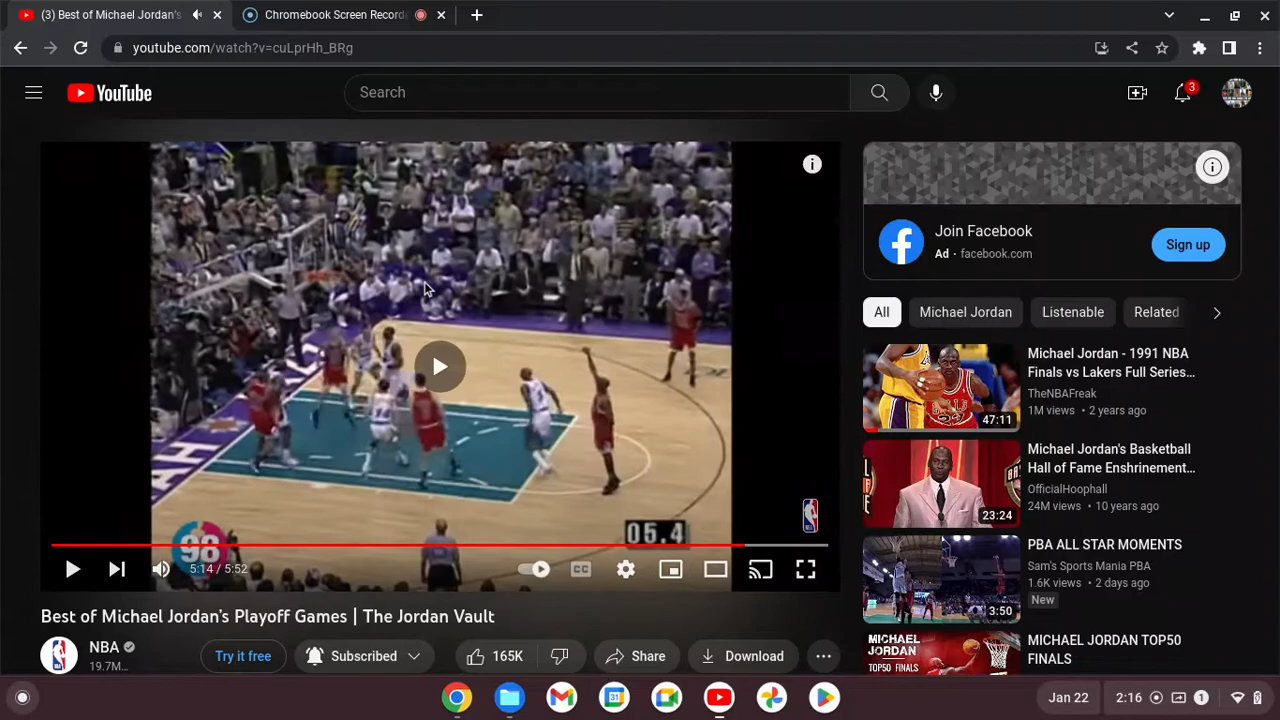 (3) Best of Michael Jordan's
Chromebook Screen Record
youtube.com/watch?v=cuLprHh_BRg
YouTube
Search
3
Join Facebook
Ad · facebook.com
Sign up
All
Michael Jordan
Listenable
Related
98
05.4
5:14 / 5:52
CC
Michael Jordan - 1991 NBA
Finals vs Lakers Full Series...
TheNBAFreak
1M views • 2 years ago
47:11
Michael Jordan's Basketball
Hall of Fame Enshrinement...
OfficialHoophall
24M views • 10 years ago
23:24
PBA ALL STAR MOMENTS
Sam's Sports Mania PBA
1.6K views • 2 days ago
New
3:50
MICHAEL JORDAN TOP50
FINALS
MICHAEL
JORDAN
TOP50 FINALS
Best of Michael Jordan's Playoff Games | The Jordan Vault
NBA
19.7M...
Try it free
Subscribed
165K
Share
Download
31
Jan 22
2:16
1